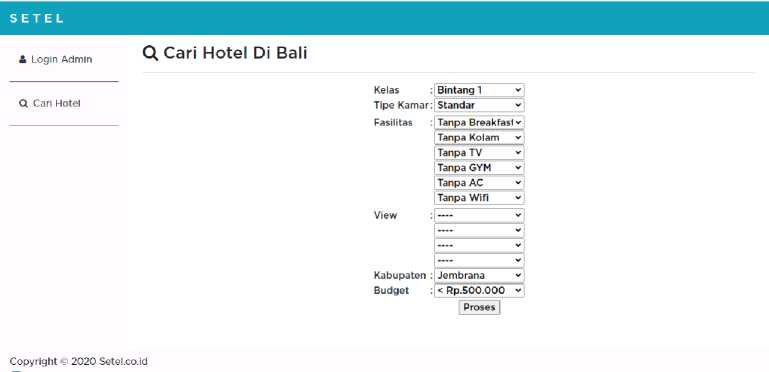 SETEL
Login Admin
Cari Hotel
Cari Hotel Di Bali
Kelas : Bintang 1
Tipe Kamar : Standar
Fasilitas : Tanpa Breakfast
Tanpa Kolam
Tanpa TV
Tanpa GYM
Tanpa AC
Tanpa Wifi
View : ----
----
----
----
Kabupaten : Jembrana
Budget : < Rp.500.000
Proses
Copyright © 2020 Setel.co.id